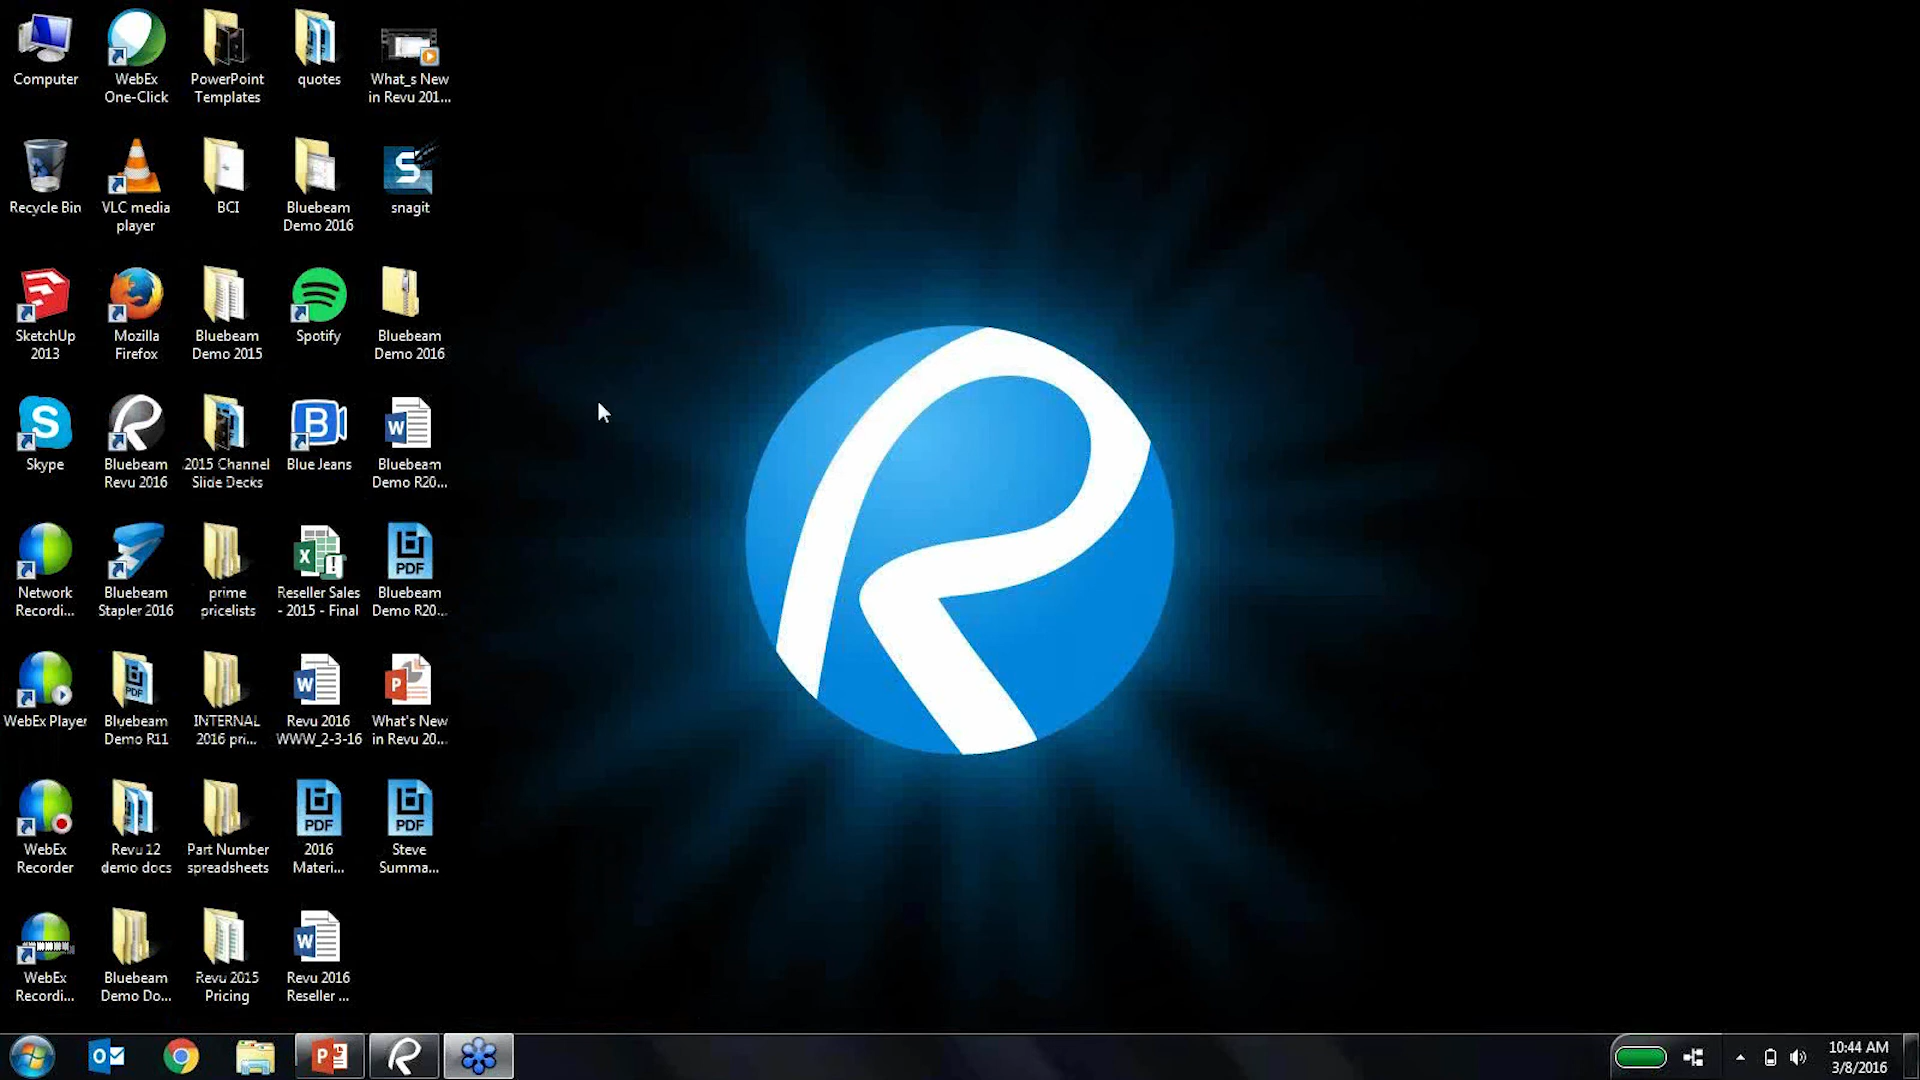 Computer
WebEx
One-Click
PowerPoint
Templates
quotes
What_s New
in Revu 201...
Recycle Bin
VLC media
player
BCI
Bluebeam
Demo 2016
S
snagit
SketchUp
2013
Mozilla
Firefox
Bluebeam
Demo 2015
Spotify
Bluebeam
Demo 2016
S
Skype
Bluebeam
Revu 2016
2015 Channel
Slide Decks
B
Blue Jeans
W
Bluebeam
Demo R20...
Network
Recordi...
Bluebeam
Stapler 2016
prime
pricelists
X
Reseller Sales
- 2015 - Final
PDF
Bluebeam
Demo R20...
WebEx Player
PDF
Bluebeam
Demo R11
INTERNAL
2016 pri...
W
Revu 2016
WWW_2-3-16
P
What's New
in Revu 20...
WebEx
Recorder
Revu 12
demo docs
Part Number
spreadsheets
PDF
2016
Materi...
PDF
Steve
Summa...
WebEx
Recordi...
Bluebeam
Demo Do...
Revu 2015
Pricing
W
Revu 2016
Reseller ...
R
P
10:44 AM
3/8/2016